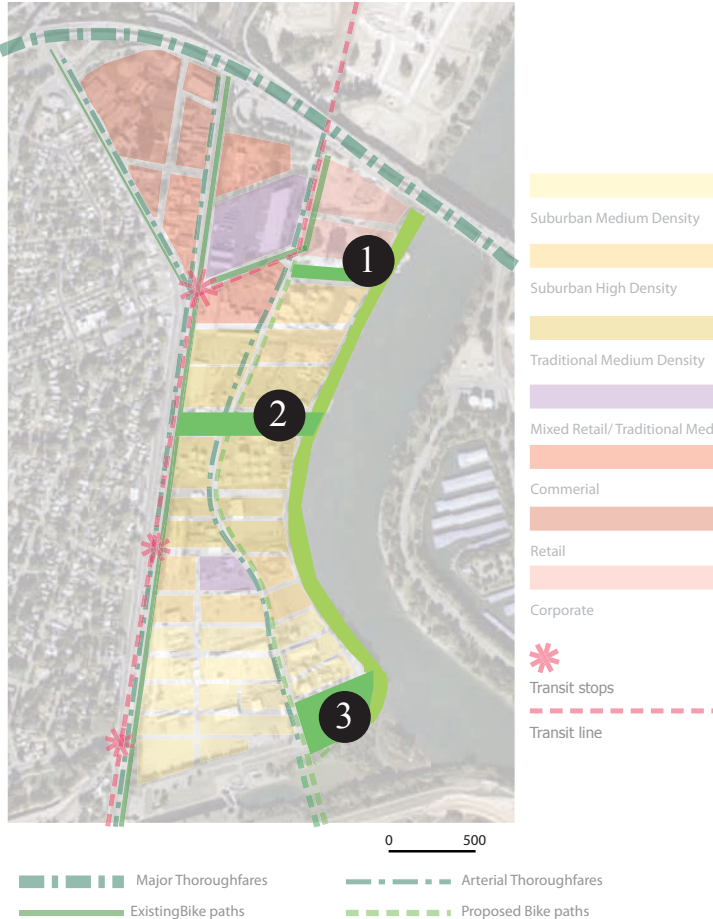 1
2
3
Suburban Medium Density
Suburban High Density
Traditional Medium Density
Mixed Retail/ Traditional Med
Commerial
Retail
Corporate
Transit stops
Transit line
0 500
Major Thoroughfares
Arterial Thoroughfares
ExistingBike paths
Proposed Bike paths